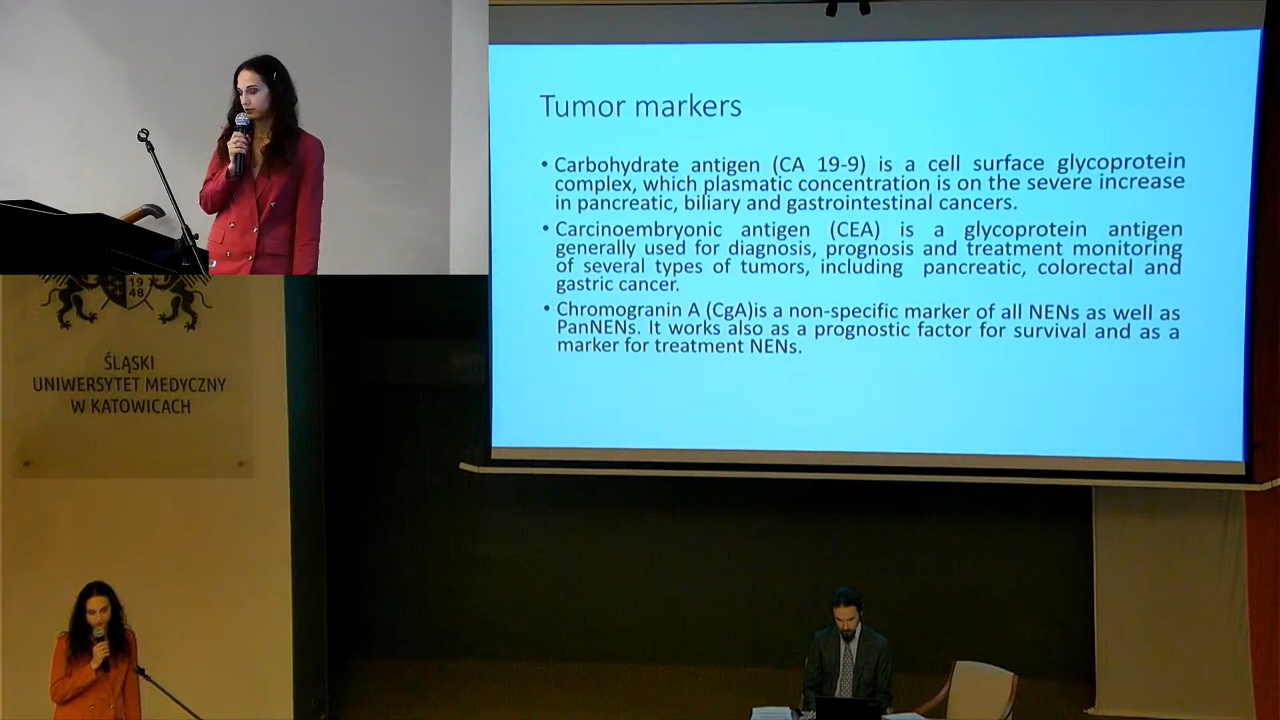 Tumor markers
• Carbohydrate antigen (CA 19-9) is a cell surface glycoprotein
complex, which plasmatic concentration is on the severe increase
in pancreatic, biliary and gastrointestinal cancers.
• Carcinoembryonic antigen (CEA) is a glycoprotein antigen
generally used for diagnosis, prognosis and treatment monitoring
of several types of tumors, including pancreatic, colorectal and
gastric cancer.
• Chromogranin A (CgA)is a non-specific marker of all NENs as well as
PanNENs. It works also as a prognostic factor for survival and as a
marker for treatment NENs.
19
48
ŚLĄSKI
UNIWERSYTET MEDYCZNY
W KATOWICACH